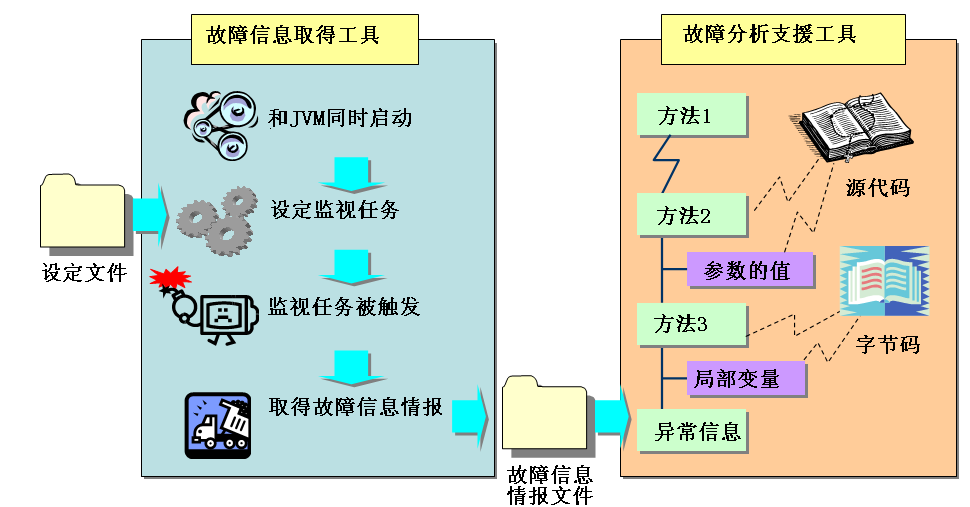 故障信息取得工具
和JVM同时启动
设定监视任务
设定文件
监视任务被触发
取得故障信息情报
故障信息
情报文件
故障分析支援工具
方法1
源代码
方法2
参数的值
方法3
字节码
局部变量
异常信息